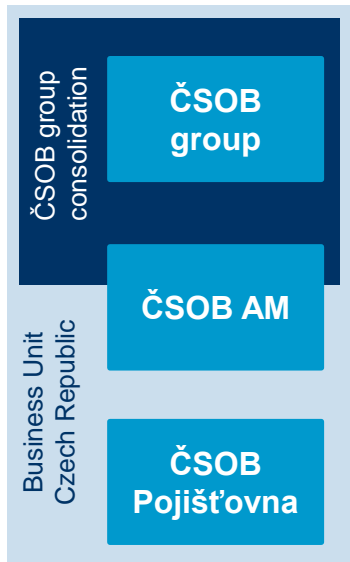 ČSOB group
consolidation
ČSOB
group
ČSOB AM
Business Unit
Czech Republic
ČSOB
Pojišťovna